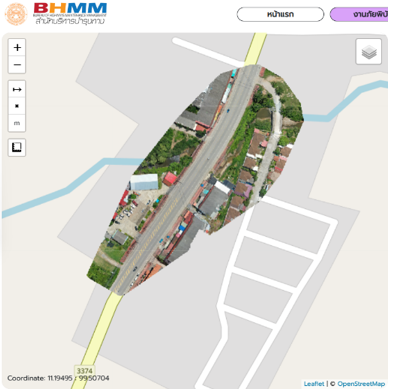 BHMM
สำนักบริหารบำรุงทาง
หน้าแรก
งานภัยพิบั
+
−
m
3374
Coordinate: 11.19495 / 99.50704
Leaflet | © OpenStreetMap